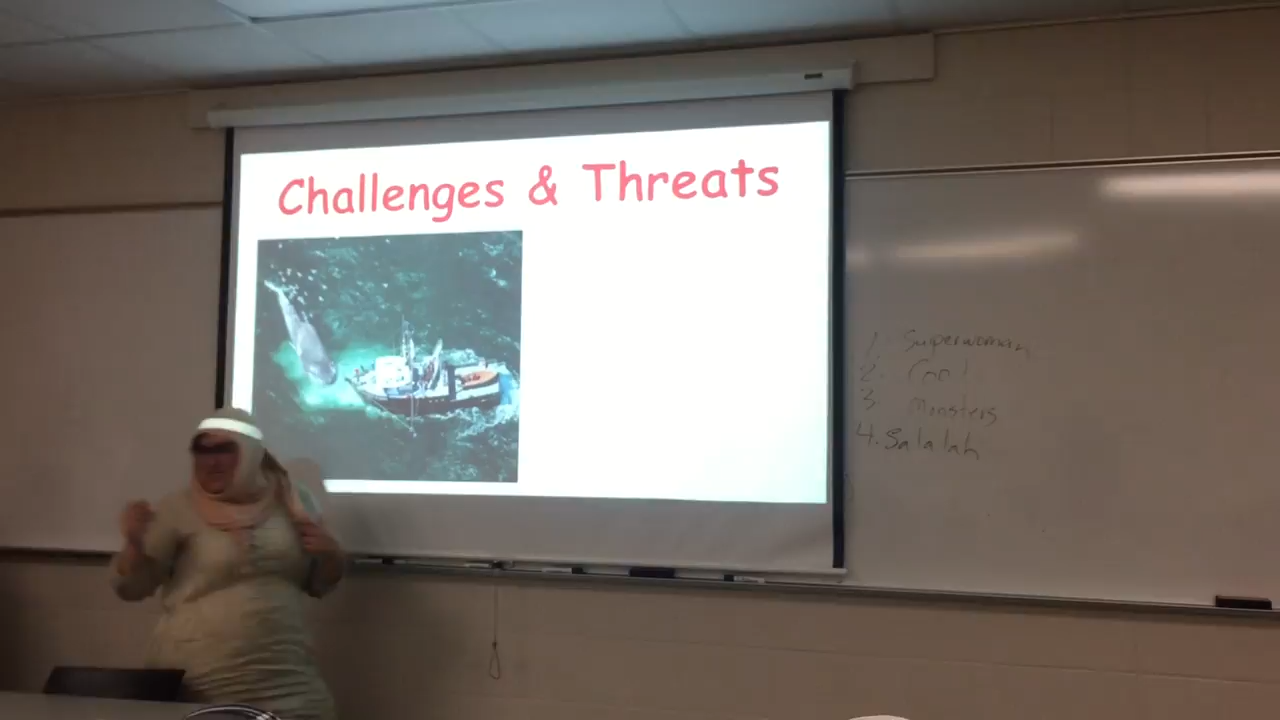 Challenges & Threats
1. Superwoman
2. Cool
3. Monsters
4. Salalah